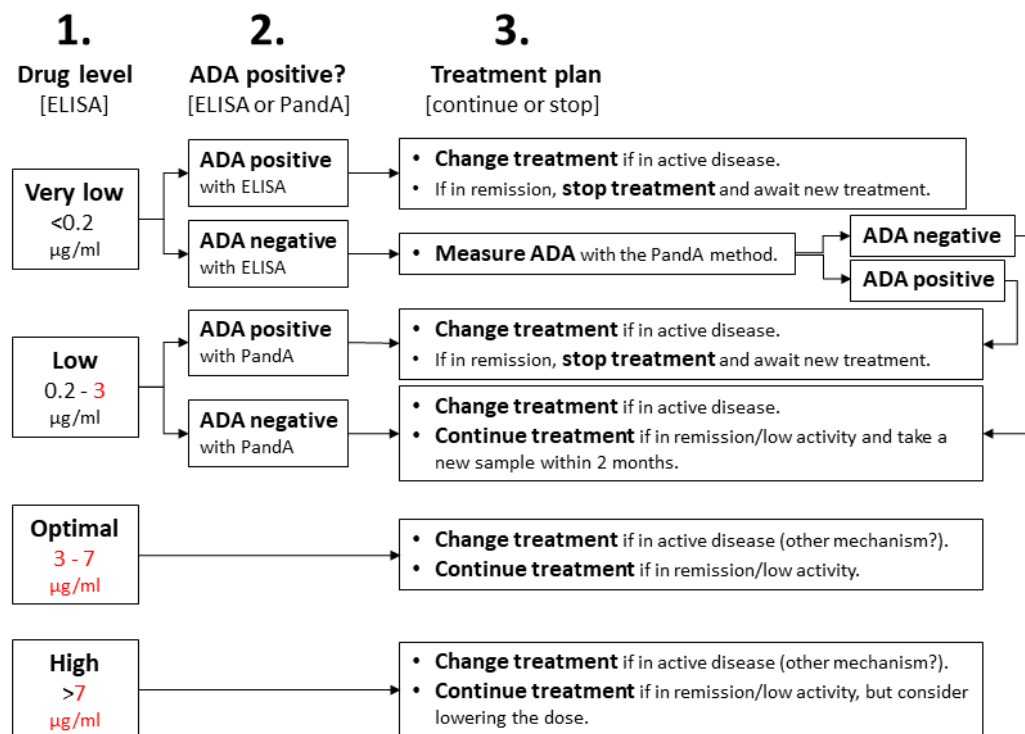 1.
2.
3.
Drug level
[ELISA]
ADA positive?
[ELISA or PandA]
Treatment plan
[continue or stop]
Very low
<0.2
µg/ml
ADA positive
with ELISA
• Change treatment if in active disease.
• If in remission, stop treatment and await new treatment.
ADA negative
with ELISA
• Measure ADA with the PandA method.
ADA negative
ADA positive
Low
0.2 - 3
µg/ml
ADA positive
with PandA
• Change treatment if in active disease.
• If in remission, stop treatment and await new treatment.
ADA negative
with PandA
• Change treatment if in active disease.
• Continue treatment if in remission/low activity and take a
new sample within 2 months.
Optimal
3 - 7
µg/ml
• Change treatment if in active disease (other mechanism?).
• Continue treatment if in remission/low activity.
High
>7
µg/ml
• Change treatment if in active disease (other mechanism?).
• Continue treatment if in remission/low activity, but consider
lowering the dose.